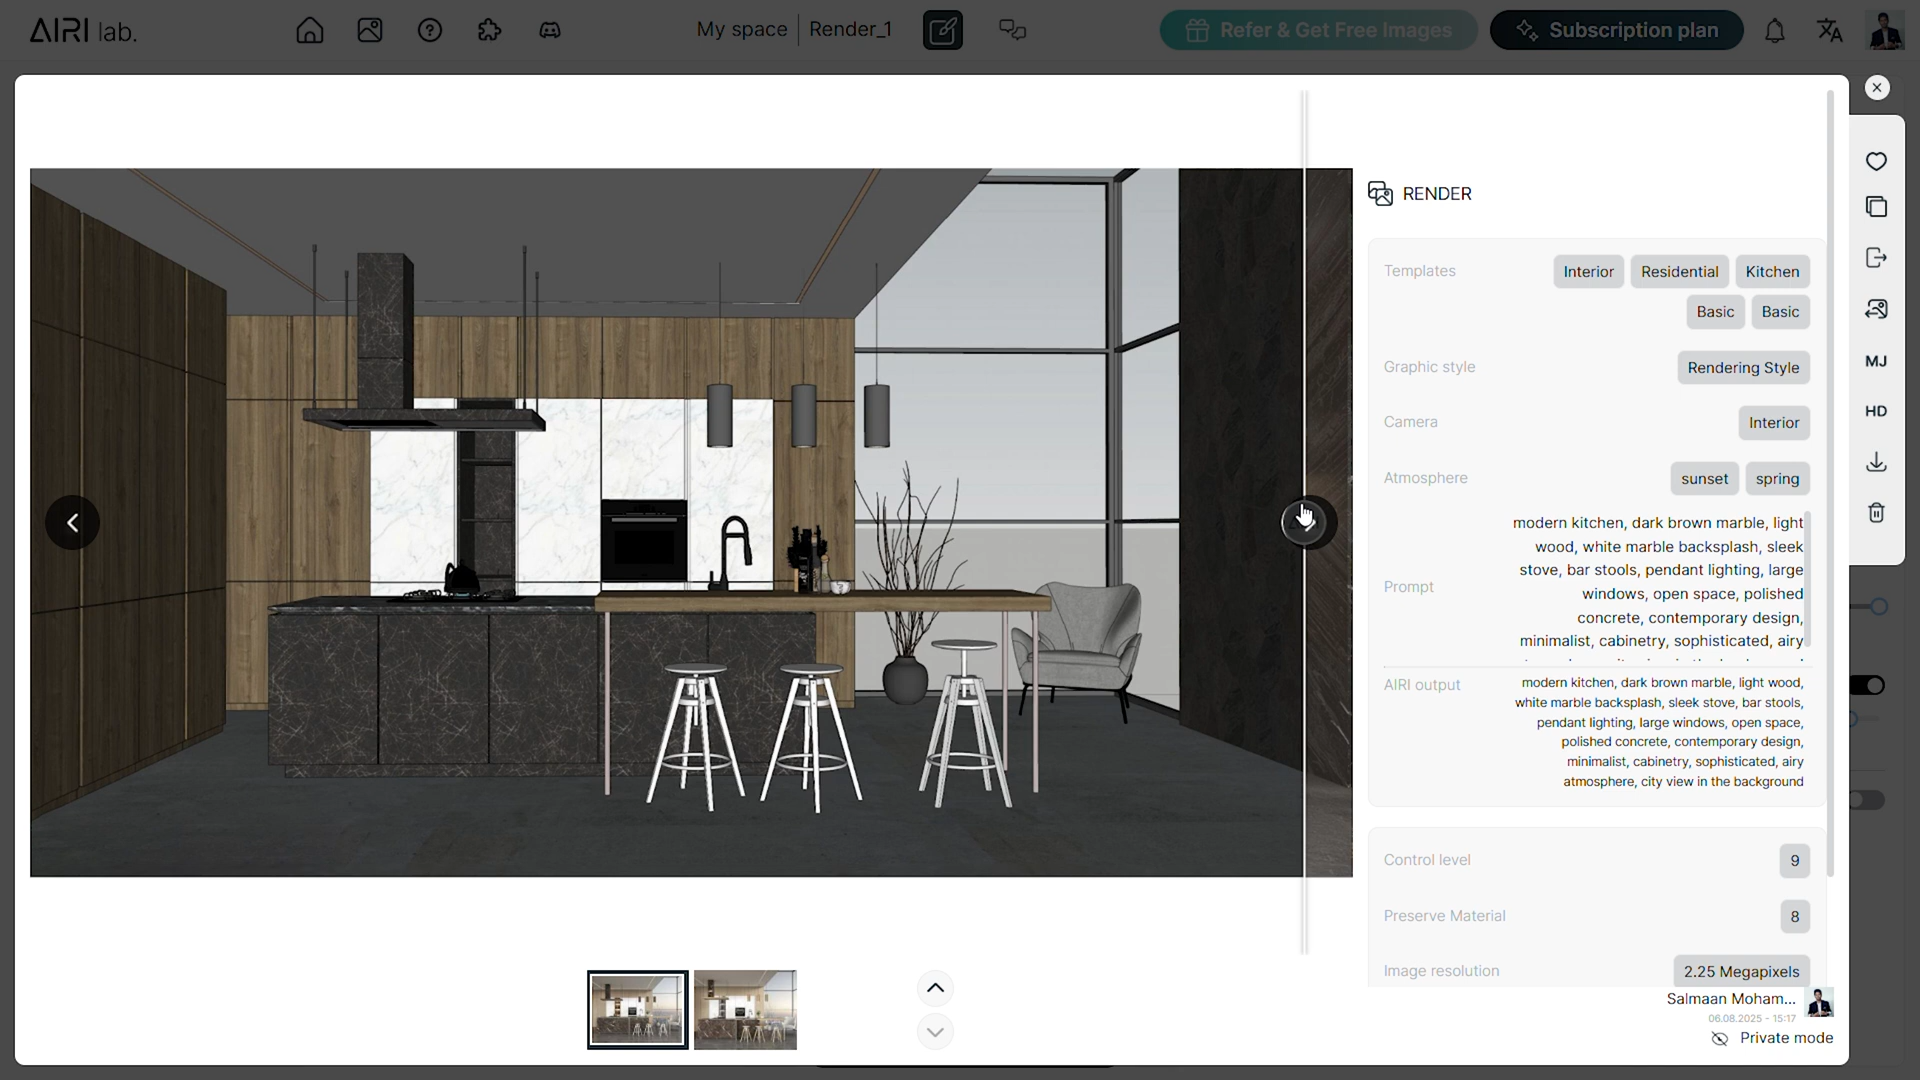 AIRI lab.
My space
Render_1
Refer & Get Free Images
Subscription plan
RENDER
Templates
Interior
Residential
Kitchen
Basic
Basic
Graphic style
Rendering Style
Camera
Interior
Atmosphere
sunset
spring
Prompt
modern kitchen, dark brown marble, light
wood, white marble backsplash, sleek
stove, bar stools, pendant lighting, large
windows, open space, polished
concrete, contemporary design,
minimalist, cabinetry, sophisticated, airy
AIRI output
modern kitchen, dark brown marble, light wood,
white marble backsplash, sleek stove, bar stools,
pendant lighting, large windows, open space,
polished concrete, contemporary design,
minimalist, cabinetry, sophisticated, airy
atmosphere, city view in the background
Control level
9
Preserve Material
8
Image resolution
2.25 Megapixels
Salmaan Moham...
06.08.2025 - 15:17
Private mode
MJ
HD